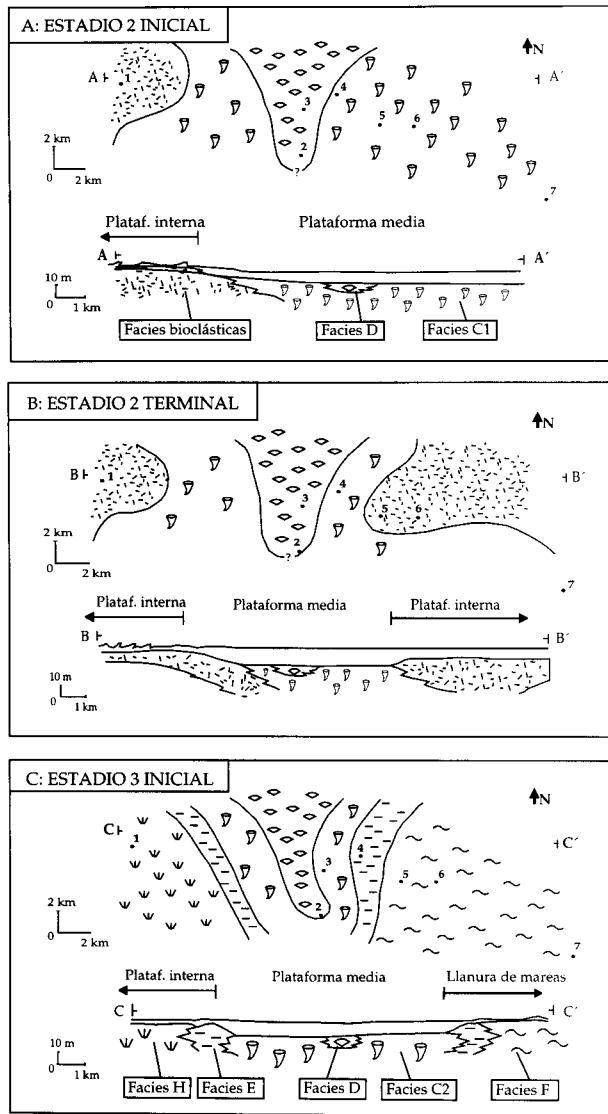 A: ESTADIO 2 INICIAL
N
A
A´
1
2
3
4
5
6
7
?
2 km
0
2 km
Plataf. interna
Plataforma media
A
A´
10 m
0
1 km
Facies bioclásticas
Facies D
Facies C1
B: ESTADIO 2 TERMINAL
N
B
B´
1
2
3
4
5
6
7
?
2 km
0
2 km
Plataf. interna
Plataforma media
Plataf. interna
B
B´
10 m
0
1 km
C: ESTADIO 3 INICIAL
N
C
C´
1
2
3
4
5
6
7
2 km
0
2 km
Plataf. interna
Plataforma media
Llanura de mareas
C
C´
10 m
0
1 km
Facies H
Facies E
Facies D
Facies C2
Facies F